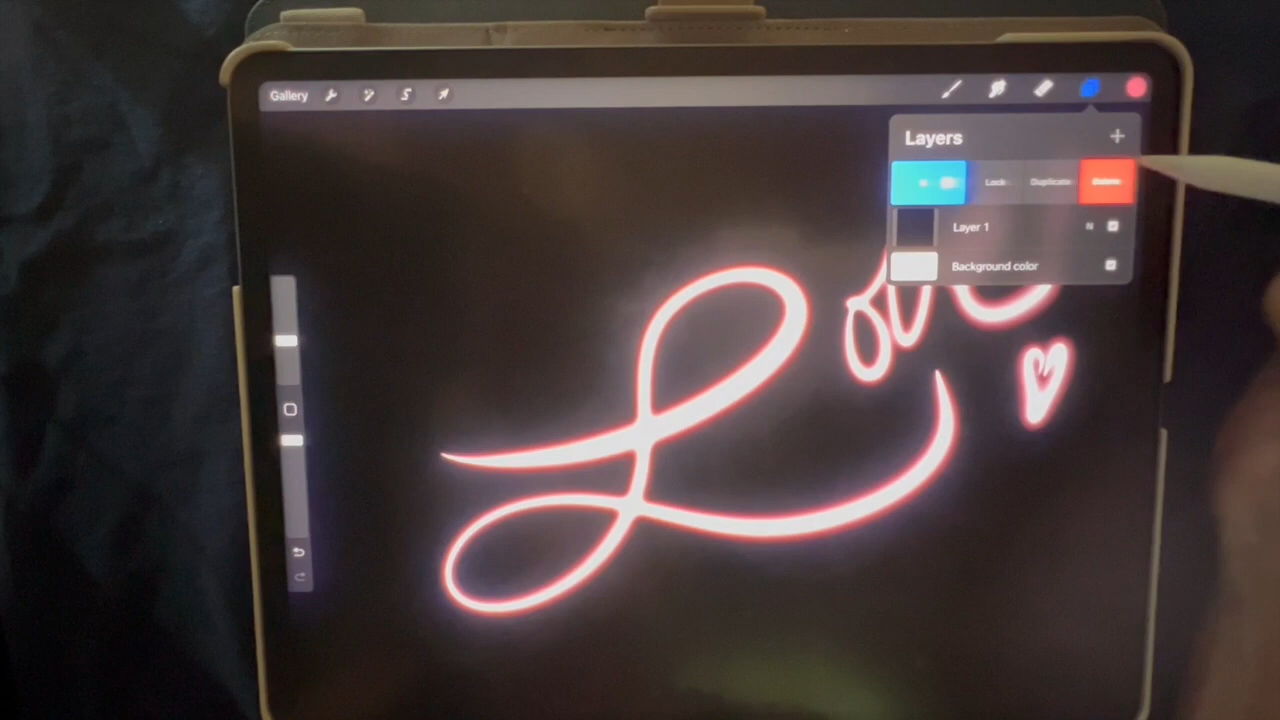 Gallery
Layers
Lock Duplicate Delete
Layer 1 N
Background color
Love